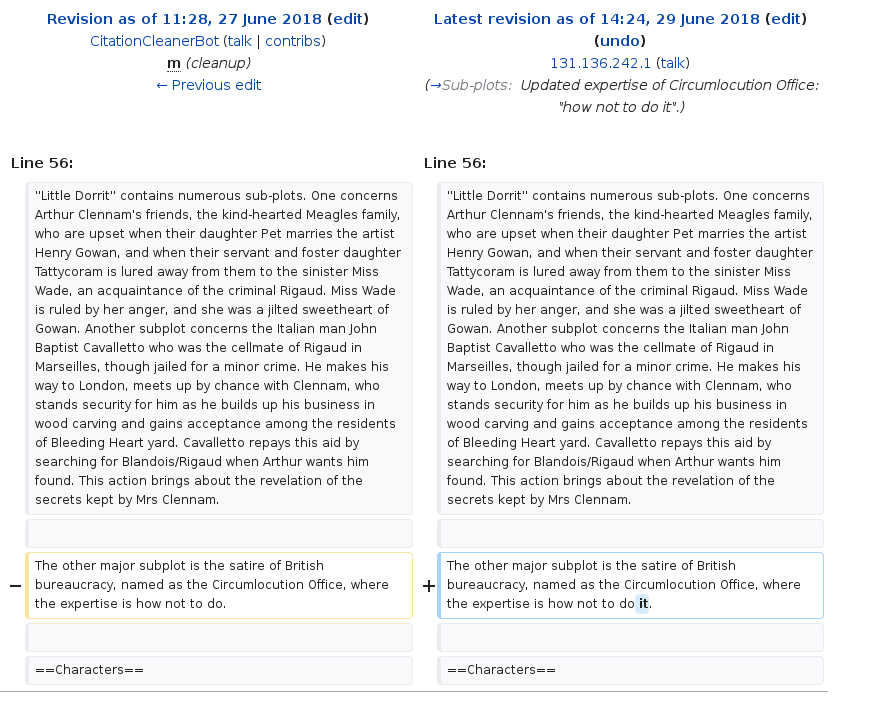 Revision as of 11:28, 27 June 2018 (edit)
CitationCleanerBot (talk | contribs)
m (cleanup)
← Previous edit
Latest revision as of 14:24, 29 June 2018 (edit)
(undo)
131.136.242.1 (talk)
(→Sub-plots: Updated expertise of Circumlocution Office:
"how not to do it".)
Line 56:
''Little Dorrit'' contains numerous sub-plots. One concerns
Arthur Clennam's friends, the kind-hearted Meagles family,
who are upset when their daughter Pet marries the artist
Henry Gowan, and when their servant and foster daughter
Tattycoram is lured away from them to the sinister Miss
Wade, an acquaintance of the criminal Rigaud. Miss Wade
is ruled by her anger, and she was a jilted sweetheart of
Gowan. Another subplot concerns the Italian man John
Baptist Cavalletto who was the cellmate of Rigaud in
Marseilles, though jailed for a minor crime. He makes his
way to London, meets up by chance with Clennam, who
stands security for him as he builds up his business in
wood carving and gains acceptance among the residents
of Bleeding Heart yard. Cavalletto repays this aid by
searching for Blandois/Rigaud when Arthur wants him
found. This action brings about the revelation of the
secrets kept by Mrs Clennam.
− The other major subplot is the satire of British
bureaucracy, named as the Circumlocution Office, where
the expertise is how not to do.
==Characters==
Line 56:
''Little Dorrit'' contains numerous sub-plots. One concerns
Arthur Clennam's friends, the kind-hearted Meagles family,
who are upset when their daughter Pet marries the artist
Henry Gowan, and when their servant and foster daughter
Tattycoram is lured away from them to the sinister Miss
Wade, an acquaintance of the criminal Rigaud. Miss Wade
is ruled by her anger, and she was a jilted sweetheart of
Gowan. Another subplot concerns the Italian man John
Baptist Cavalletto who was the cellmate of Rigaud in
Marseilles, though jailed for a minor crime. He makes his
way to London, meets up by chance with Clennam, who
stands security for him as he builds up his business in
wood carving and gains acceptance among the residents
of Bleeding Heart yard. Cavalletto repays this aid by
searching for Blandois/Rigaud when Arthur wants him
found. This action brings about the revelation of the
secrets kept by Mrs Clennam.
+ The other major subplot is the satire of British
bureaucracy, named as the Circumlocution Office, where
the expertise is how not to do it.
==Characters==